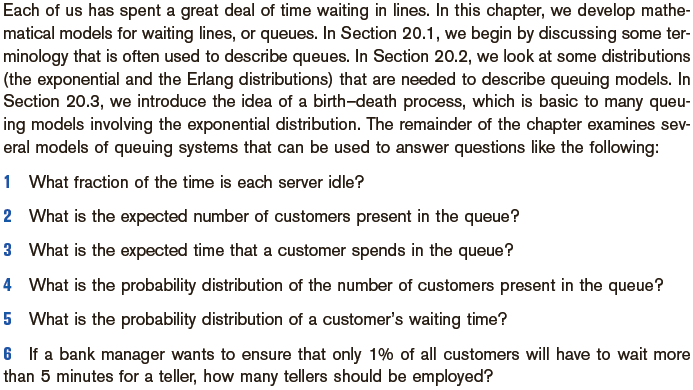 Each of us has spent a great deal of time waiting in lines. In this chapter, we develop mathe-
matical models for waiting lines, or queues. In Section 20.1, we begin by discussing some ter-
minology that is often used to describe queues. In Section 20.2, we look at some distributions
(the exponential and the Erlang distributions) that are needed to describe queuing models. In
Section 20.3, we introduce the idea of a birth–death process, which is basic to many queu-
ing models involving the exponential distribution. The remainder of the chapter examines sev-
eral models of queuing systems that can be used to answer questions like the following:
1 What fraction of the time is each server idle?
2 What is the expected number of customers present in the queue?
3 What is the expected time that a customer spends in the queue?
4 What is the probability distribution of the number of customers present in the queue?
5 What is the probability distribution of a customer's waiting time?
6 If a bank manager wants to ensure that only 1% of all customers will have to wait more
than 5 minutes for a teller, how many tellers should be employed?